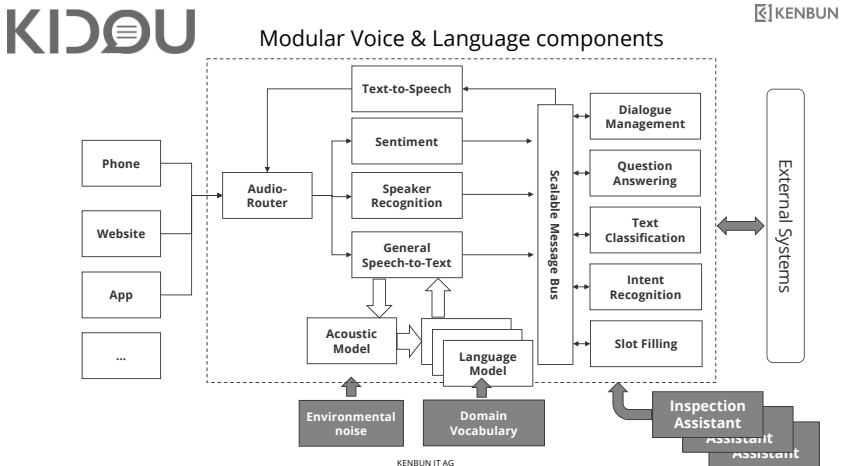 KIDOU
KENBUN
Modular Voice & Language components
Text-to-Speech
Sentiment
Speaker
Recognition
General
Speech-to-Text
Phone
Website
App
...
Audio-
Router
Acoustic
Model
Language
Model
Scalable Message Bus
Dialogue
Management
Question
Answering
Text
Classification
Intent
Recognition
Slot Filling
External Systems
Environmental
noise
Domain
Vocabulary
Inspection
Assistant
Assistant
Assistant
KENBUN IT AG